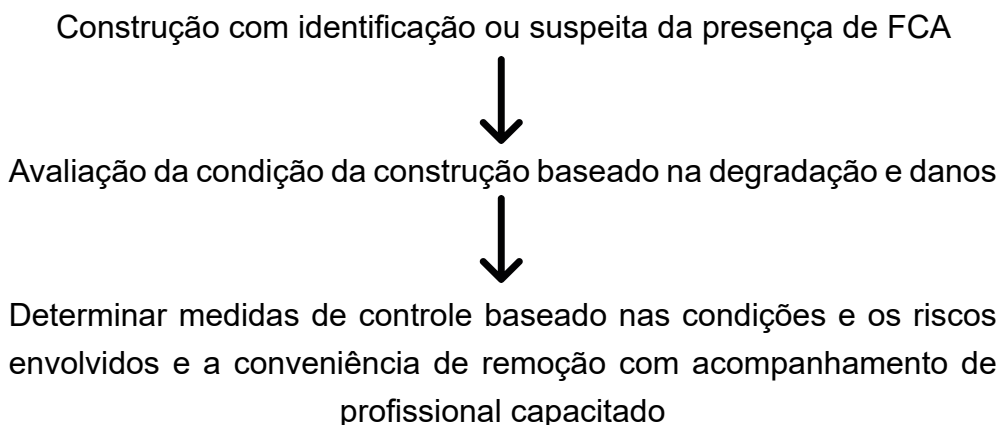 Construção com identificação ou suspeita da presença de FCA
Avaliação da condição da construção baseado na degradação e danos
Determinar medidas de controle baseado nas condições e os riscos
envolvidos e a conveniência de remoção com acompanhamento de
profissional capacitado